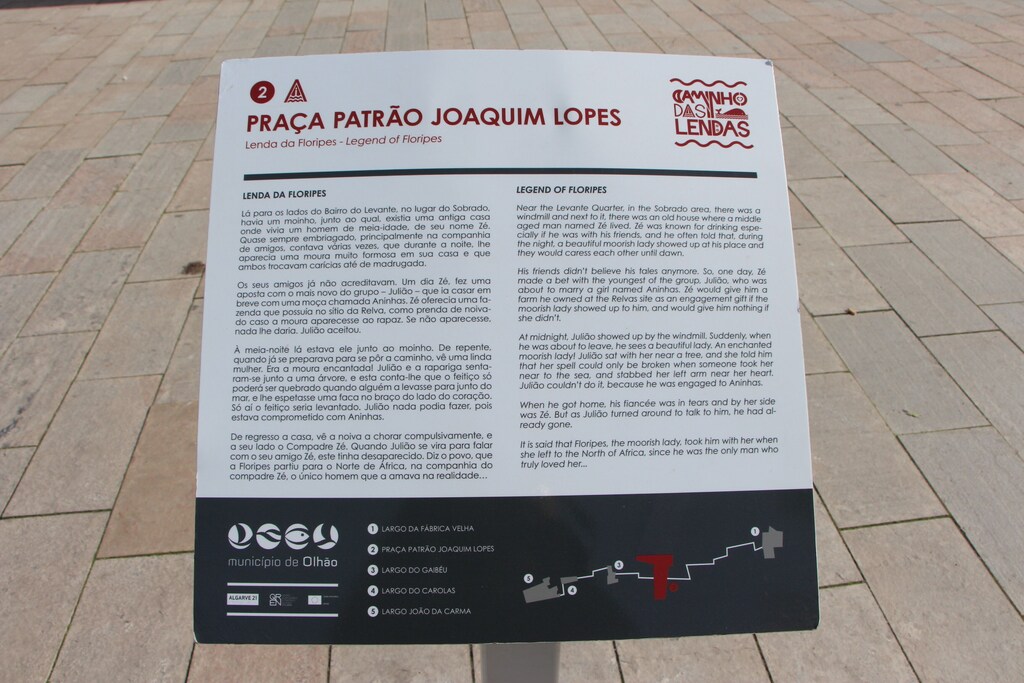 2
PRAÇA PATRÃO JOAQUIM LOPES
Lenda da Floripes - Legend of Floripes
CAMINHO
DAS
LENDAS
LENDA DA FLORIPES
Lá para os lados do Bairro do Levante, no lugar do Sobrado,
havia um moinho, junto ao qual, existia uma antiga casa
onde vivia um homem de meia-idade, de seu nome Zé.
Quase sempre embriagado, principalmente na companhia
de amigos, contava várias vezes, que durante a noite, lhe
aparecia uma moura muito formosa em sua casa e que
ambos trocavam carícias até de madrugada.
Os seus amigos já não acreditavam. Um dia Zé, fez uma
aposta com o mais novo do grupo – Julião – que ia casar em
breve com uma moça chamada Aninhas. Zé oferecia uma fa-
zenda que possuía no sítio da Relva, como prenda de noiva-
do caso a moura aparecesse ao rapaz. Se não aparecesse,
nada lhe daria. Julião aceitou.
À meia-noite lá estava ele junto ao moinho. De repente,
quando já se preparava para se pôr a caminho, vê uma linda
mulher. Era a moura encantada! Julião e a rapariga senta-
ram-se junto a uma árvore, e esta conta-lhe que o feitiço só
poderá ser quebrado quando alguém a levasse para junto do
mar, e lhe espetasse uma faca no braço do lado do coração.
Só aí o feitiço seria levantado. Julião nada podia fazer, pois
estava comprometido com Aninhas.
De regresso a casa, vê a noiva a chorar compulsivamente, e
a seu lado o Compadre Zé. Quando Julião se vira para falar
com o seu amigo Zé, este tinha desaparecido. Diz o povo, que
a Floripes partiu para o Norte de África, na companhia do
compadre Zé, o único homem que a amava na realidade...
LEGEND OF FLORIPES
Near the Levante Quarter, in the Sobrado area, there was a
windmill and next to it, there was an old house where a middle
aged man named Zé lived. Zé was known for drinking espe-
cially if he was with his friends, and he often told that, during
the night, a beautiful moorish lady showed up at his place and
they would caress each other until dawn.
His friends didn't believe his tales anymore. So, one day, Zé
made a bet with the youngest of the group, Julião, who was
about to marry a girl named Aninhas. Zé would give him a
farm he owned at the Relvas site as an engagement gift if the
moorish lady showed up to him, and would give him nothing if
she didn't.
At midnight, Julião showed up by the windmill. Suddenly, when
he was about to leave, he sees a beautiful lady. An enchanted
moorish lady! Julião sat with her near a tree, and she told him
that her spell could only be broken when someone took her
near to the sea, and stabbed her left arm near her heart.
Julião couldn't do it, because he was engaged to Aninhas.
When he got home, his fiancée was in tears and by her side
was Zé. But as Julião turned around to talk to him, he had al-
ready gone.
It is said that Floripes, the moorish lady, took him with her when
she left to the North of Africa, since he was the only man who
truly loved her...
município de Olhão
ALGARVE 21
1 LARGO DA FÁBRICA VELHA
2 PRAÇA PATRÃO JOAQUIM LOPES
3 LARGO DO GAIBÉU
4 LARGO DO CAROLAS
5 LARGO JOÃO DA CARMA
1
2
3
4
5